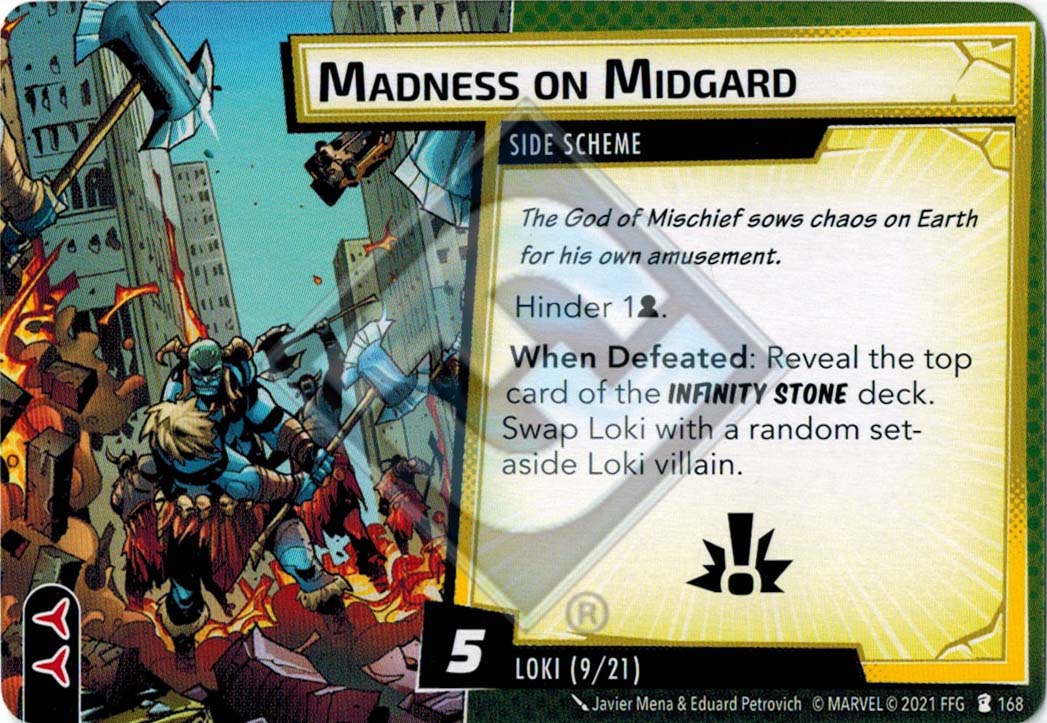 MADNESS ON MIDGARD
SIDE SCHEME
The God of Mischief sows chaos on Earth
for his own amusement.
Hinder 1.
When Defeated: Reveal the top
card of the INFINITY STONE deck.
Swap Loki with a random set-
aside Loki villain.
®
5
LOKI (9/21)
Javier Mena & Eduard Petrovich © MARVEL © 2021 FFG 168